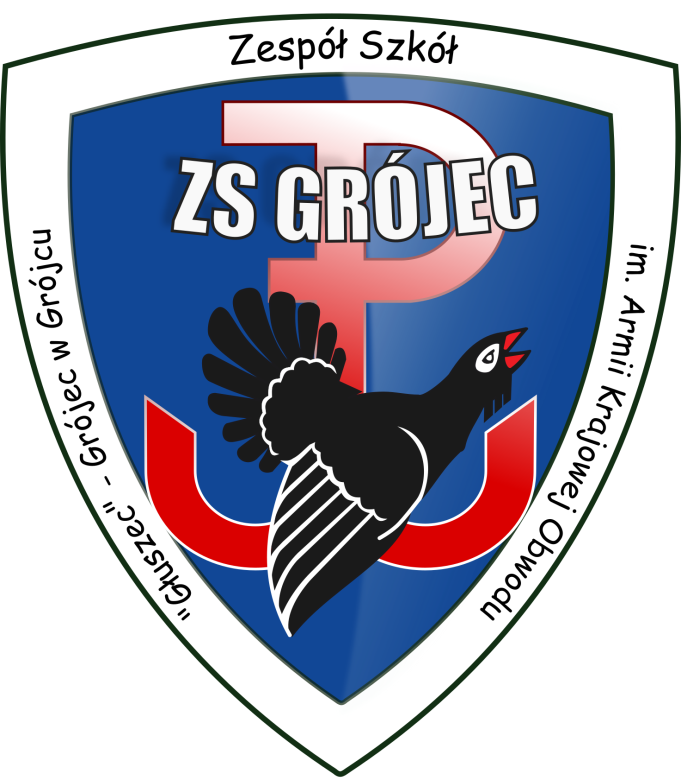 Zespół Szkół
ZS GRÓJEC
im. Armii Krajowej Obwodu
"Głuszec" - Grójec w Grójcu